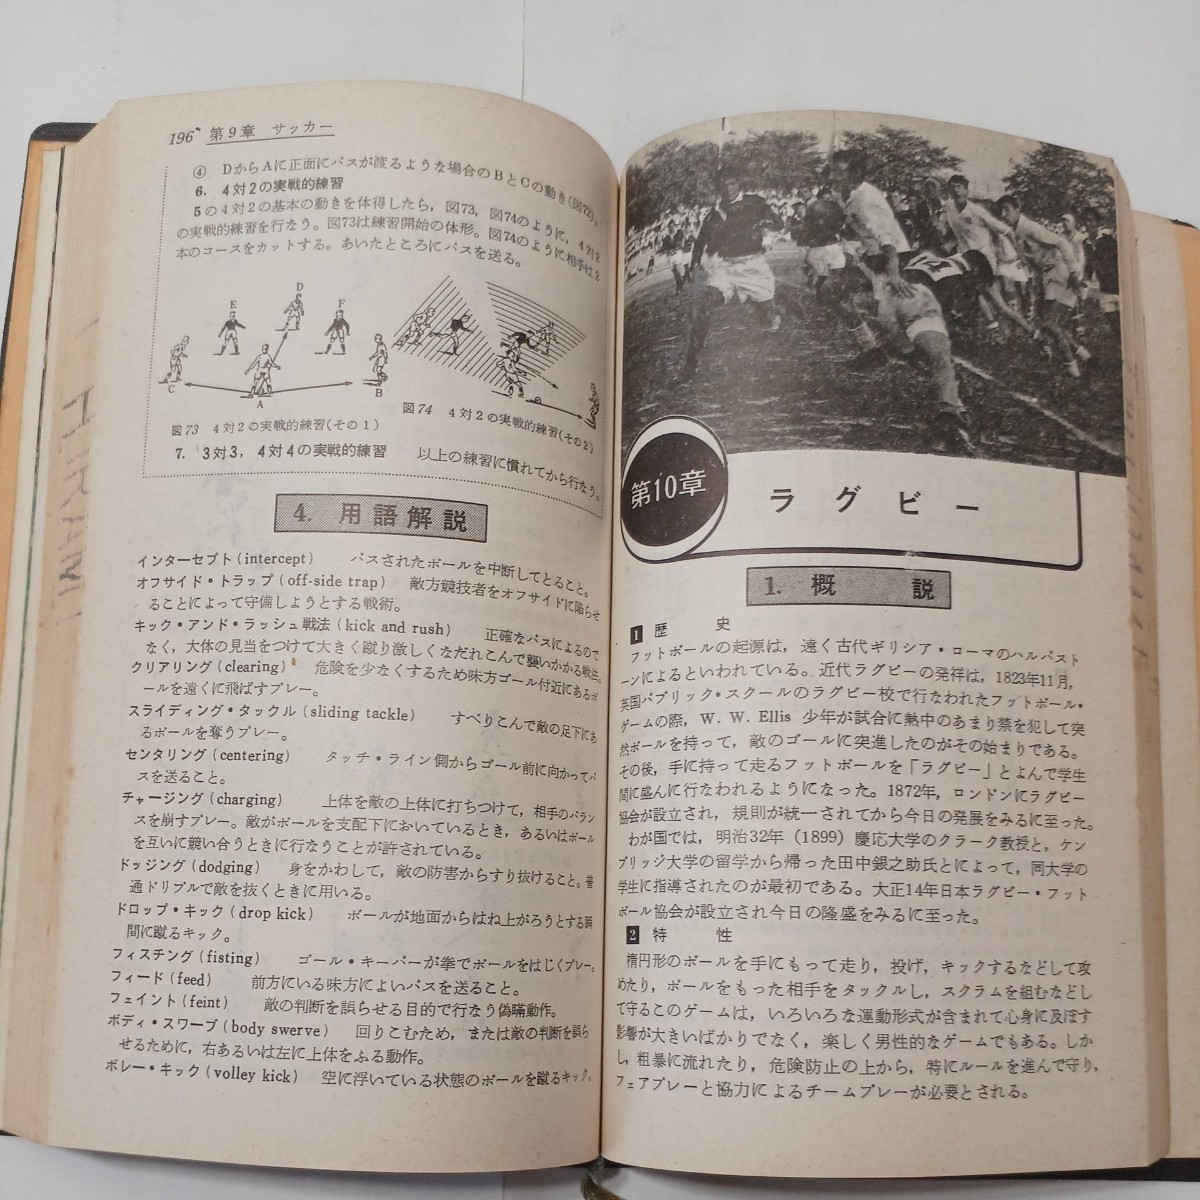 196 第9章 サッカー
④ DからAに正面にパスが渡るような場合のBとCの動き(図72)。
6. 4対2の実戦的練習
5の4対2の基本の動きを体得したら，図73，図74のように，4対2
の実戦的練習を行なう。図73は練習開始の体形。図74のように相手は2
本のコースをカットする。あいたところにパスを送る。
D
E
F
C
A
B
図73 4対2の実戦的練習(その1)
図74 4対2の実戦的練習(その2)
7. 3対3，4対4の実戦的練習 以上の練習に慣れてから行なう。
4. 用語解説
インターセプト(intercept) パスされたボールを中断してとること。
オフサイド・トラップ(off-side trap) 敵方競技者をオフサイドに陥らせ
ることによって守備しようとする戦術。
キック・アンド・ラッシュ戦法(kick and rush) 正確なパスによるので
なく，大体の見当をつけて大きく蹴り激しくなだれこんで襲いかかる戦法。
クリアリング(clearing) 危険を少なくするため味方ゴール付近にあるボ
ールを遠くに飛ばすプレー。
スライディング・タックル(sliding tackle) すべりこんで敵の足下にあ
るボールを奪うプレー。
センタリング(centering) タッチ・ライン側からゴール前に向かってパ
スを送ること。
チャージング(charging) 上体を敵の上体に打ちつけて，相手のバラン
スを崩すプレー。敵がボールを支配下においているとき，あるいはボール
を互いに競い合うときに行なうことが許されている。
ドッジング(dodging) 身をかわして，敵の防害からすり抜けること。普
通ドリブルで敵を抜くときに用いる。
ドロップ・キック(drop kick) ボールが地面からはね上がろうとする瞬
間に蹴るキック。
フィスチング(fisting) ゴール・キーパーが拳でボールをはじくプレー。
フィード(feed) 前方にいる味方によいパスを送ること。
フェイント(feint) 敵の判断を誤らせる目的で行なう偽瞞動作。
ボディ・スワーブ(body swerve) 回りこむため，または敵の判断を誤ら
せるために，右あるいは左に上体をふる動作。
ボレー・キック(volley kick) 空に浮いている状態のボールを蹴るキック。
第10章
ラグビー
1. 概 説
1 歴 史
フットボールの起源は，遠く古代ギリシア・ローマのハルパスト
ーンによるといわれている。近代ラグビーの発祥は，1823年11月，
英国パブリック・スクールのラグビー校で行なわれたフットボール・
ゲームの際，W. W. Ellis 少年が試合に熱中のあまり禁を犯して突
然ボールを持って，敵のゴールに突進したのがその始まりである。
その後，手に持って走るフットボールを「ラグビー」とよんで学生
間に盛んに行なわれるようになった。1872年，ロンドンにラグビー
協会が設立され，規則が統一されてから今日の発展をみるに至った。
わが国では，明治32年（1899）慶応大学のクラーク教授と，ケン
ブリッジ大学の留学から帰った田中銀之助氏とによって，同大学の
学生に指導されたのが最初である。大正14年日本ラグビー・フット
ボール協会が設立され今日の隆盛をみるに至った。
2 特 性
楕円形のボールを手にもって走り，投げ，キックするなどして攻
めたり，ボールをもった相手をタックルし，スクラムを組むなどし
て守るこのゲームは，いろいろな運動形式が含まれて心身に及ぼす
影響が大きいばかりでなく，楽しく男性的なゲームでもある。しか
し，粗暴に流れたり，危険防止の上から，特にルールを進んで守り，
フェアプレーと協力によるチームプレーが必要とされる。